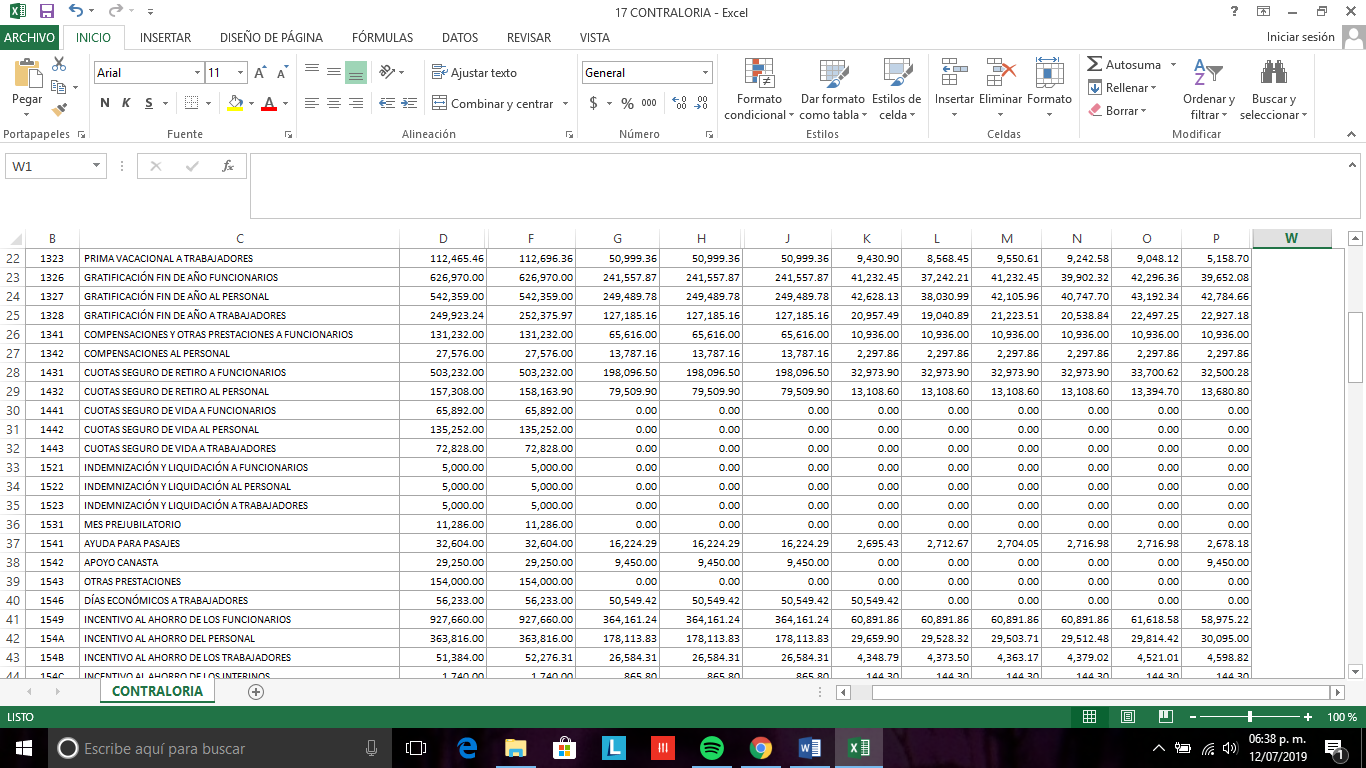 17 CONTRALORIA - Excel
ARCHIVO INICIO INSERTAR DISEÑO DE PÁGINA FÓRMULAS DATOS REVISAR VISTA Iniciar sesión
Pegar
Arial 11
Ajustar texto
General
N K S
Combinar y centrar
$ % 000
Formato condicional
Dar formato como tabla
Estilos de celda
Insertar Eliminar Formato
Autosuma
Rellenar
Borrar
Ordenar y filtrar
Buscar y seleccionar
Portapapeles Fuente Alineación Número Estilos Celdas Modificar
W1 fx
B C D F G H J K L M N O P W
22 1323 PRIMA VACACIONAL A TRABAJADORES 112,465.46 112,696.36 50,999.36 50,999.36 50,999.36 9,430.90 8,568.45 9,550.61 9,242.58 9,048.12 5,158.70
23 1326 GRATIFICACIÓN FIN DE AÑO FUNCIONARIOS 626,970.00 626,970.00 241,557.87 241,557.87 241,557.87 41,232.45 37,242.21 41,232.45 39,902.32 42,296.36 39,652.08
24 1327 GRATIFICACIÓN FIN DE AÑO AL PERSONAL 542,359.00 542,359.00 249,489.78 249,489.78 249,489.78 42,628.13 38,030.99 42,105.96 40,747.70 43,192.34 42,784.66
25 1328 GRATIFICACIÓN FIN DE AÑO A TRABAJADORES 249,923.24 252,375.97 127,185.16 127,185.16 127,185.16 20,957.49 19,040.89 21,223.51 20,538.84 22,497.25 22,927.18
26 1341 COMPENSACIONES Y OTRAS PRESTACIONES A FUNCIONARIOS 131,232.00 131,232.00 65,616.00 65,616.00 65,616.00 10,936.00 10,936.00 10,936.00 10,936.00 10,936.00 10,936.00
27 1342 COMPENSACIONES AL PERSONAL 27,576.00 27,576.00 13,787.16 13,787.16 13,787.16 2,297.90 2,297.86 2,297.86 2,297.86 2,297.86 2,297.86
28 1431 CUOTAS SEGURO DE RETIRO A FUNCIONARIOS 503,232.00 503,232.00 198,096.50 198,096.50 198,096.50 32,973.90 32,973.90 32,973.90 32,973.90 33,700.62 32,500.28
29 1432 CUOTAS SEGURO DE RETIRO AL PERSONAL 157,308.00 158,163.90 79,509.90 79,509.90 79,509.90 13,108.60 13,108.60 13,108.60 13,108.60 13,394.70 13,680.80
30 1441 CUOTAS SEGURO DE VIDA A FUNCIONARIOS 65,892.00 65,892.00 0.00 0.00 0.00 0.00 0.00 0.00 0.00 0.00 0.00
31 1442 CUOTAS SEGURO DE VIDA AL PERSONAL 135,252.00 135,252.00 0.00 0.00 0.00 0.00 0.00 0.00 0.00 0.00 0.00
32 1443 CUOTAS SEGURO DE VIDA A TRABAJADORES 72,828.00 72,828.00 0.00 0.00 0.00 0.00 0.00 0.00 0.00 0.00 0.00
33 1521 INDEMNIZACIÓN Y LIQUIDACIÓN A FUNCIONARIOS 5,000.00 5,000.00 0.00 0.00 0.00 0.00 0.00 0.00 0.00 0.00 0.00
34 1522 INDEMNIZACIÓN Y LIQUIDACIÓN AL PERSONAL 5,000.00 5,000.00 0.00 0.00 0.00 0.00 0.00 0.00 0.00 0.00 0.00
35 1523 INDEMNIZACIÓN Y LIQUIDACIÓN A TRABAJADORES 5,000.00 5,000.00 0.00 0.00 0.00 0.00 0.00 0.00 0.00 0.00 0.00
36 1531 MES PREJUBILATORIO 11,286.00 11,286.00 0.00 0.00 0.00 0.00 0.00 0.00 0.00 0.00 0.00
37 1541 AYUDA PARA PASAJES 32,604.00 32,604.00 16,224.29 16,224.29 16,224.29 2,695.43 2,712.67 2,704.05 2,716.98 2,716.98 2,678.18
38 1542 APOYO CANASTA 29,250.00 29,250.00 9,450.00 9,450.00 9,450.00 0.00 0.00 0.00 0.00 0.00 9,450.00
39 1543 OTRAS PRESTACIONES 154,000.00 154,000.00 0.00 0.00 0.00 0.00 0.00 0.00 0.00 0.00 0.00
40 1546 DÍAS ECONÓMICOS A TRABAJADORES 56,233.00 56,233.00 50,549.42 50,549.42 50,549.42 50,549.42 0.00 0.00 0.00 0.00 0.00
41 1549 INCENTIVO AL AHORRO DE LOS FUNCIONARIOS 927,660.00 927,660.00 364,161.24 364,161.24 364,161.24 60,891.86 60,891.86 60,891.86 60,891.86 61,618.58 58,975.22
42 154A INCENTIVO AL AHORRO DEL PERSONAL 363,816.00 363,816.00 178,113.83 178,113.83 178,113.83 29,659.90 29,528.32 29,503.71 29,512.48 29,814.42 30,095.00
43 154B INCENTIVO AL AHORRO DE LOS TRABAJADORES 51,384.00 52,276.31 26,584.31 26,584.31 26,584.31 4,348.79 4,373.50 4,363.17 4,379.02 4,521.01 4,598.82
44 154C INCENTIVO AL AHORRO DE LOS INTERINOS 1,740.00 1,740.00 865.80 865.80 865.80 144.30 144.30 144.30 144.30 144.30 144.30
CONTRALORIA
LISTO 100 %
Escribe aquí para buscar
06:38 p. m.
12/07/2019
1